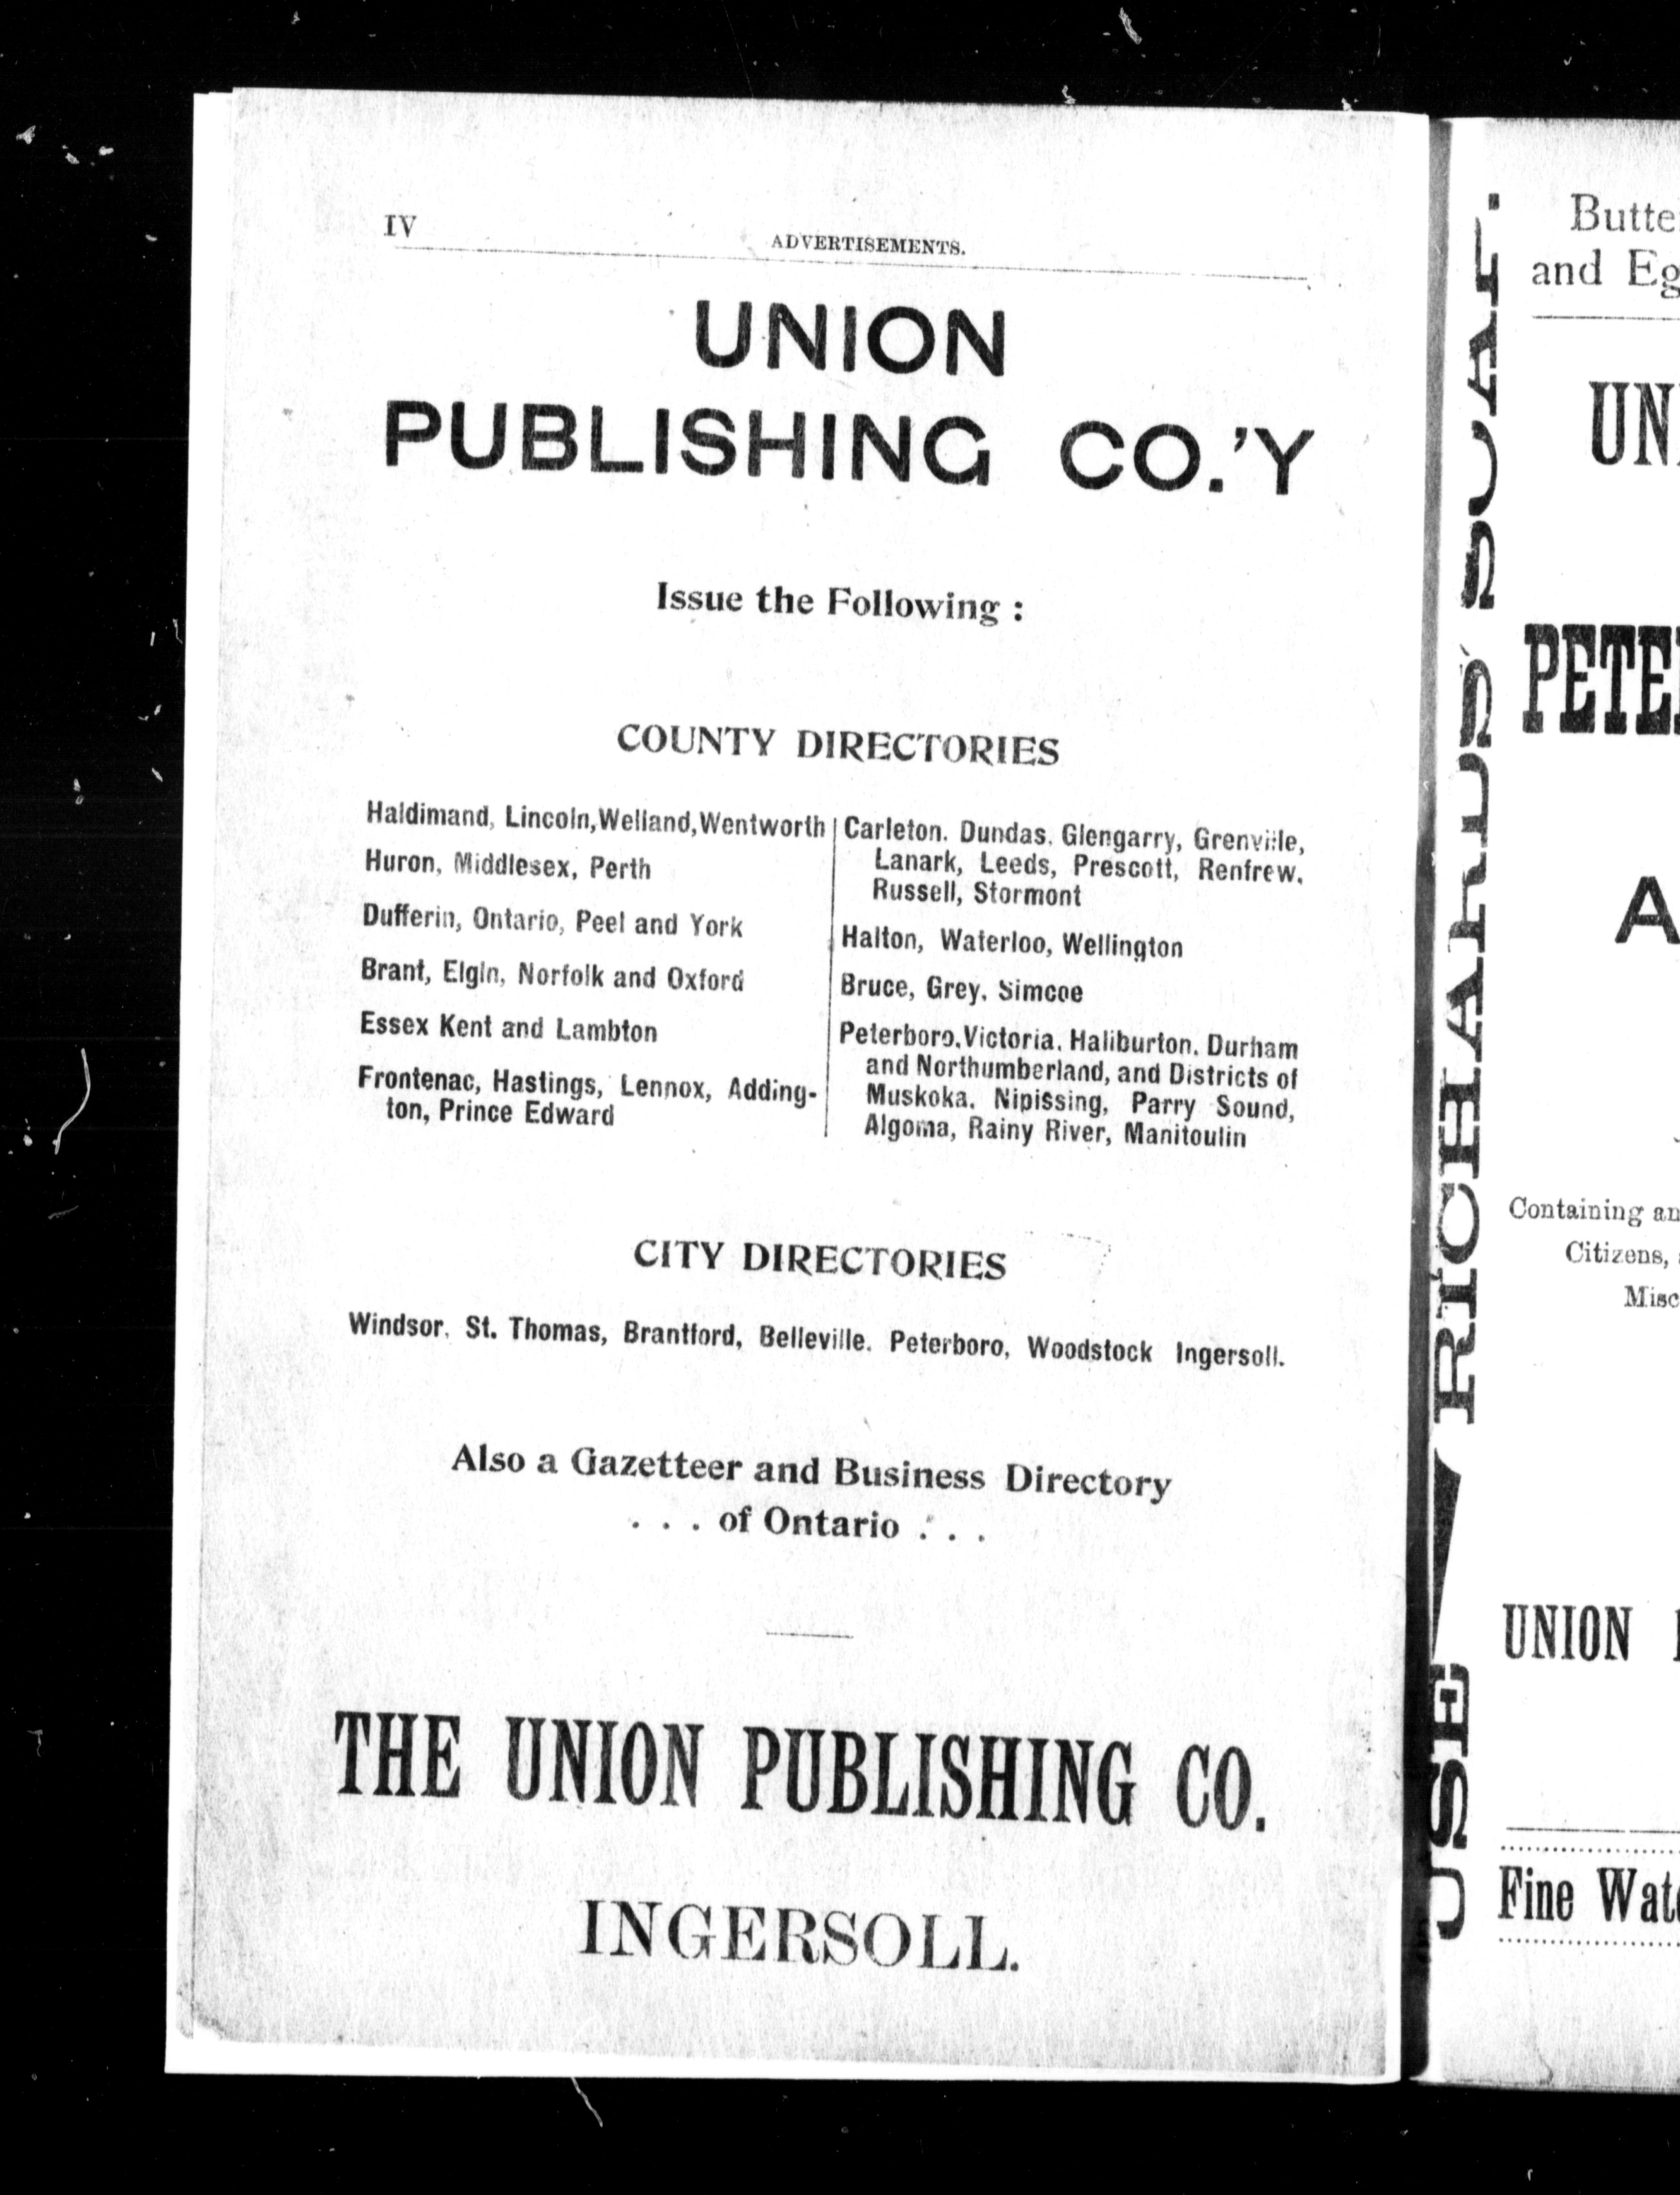 IV
ADVERTISEMENTS.
UNION
PUBLISHING CO.'Y
Issue the Following :
COUNTY DIRECTORIES
Haldimand, Lincoln, Welland, Wentworth
Huron, Middlesex, Perth
Dufferin, Ontario, Peel and York
Brant, Elgin, Norfolk and Oxford
Essex Kent and Lambton
Frontenac, Hastings, Lennox, Adding-
ton, Prince Edward
Carleton. Dundas. Glengarry, Grenville,
Lanark, Leeds, Prescott, Renfrew.
Russell, Stormont
Halton, Waterloo, Wellington
Bruce, Grey. Simcoe
Peterboro. Victoria. Haliburton. Durham
and Northumberland, and Districts of
Muskoka. Nipissing, Parry Sound,
Algoma, Rainy River, Manitoulin
CITY DIRECTORIES
Windsor. St. Thomas, Brantford, Belleville. Peterboro, Woodstock Ingersoll.
Also a Gazetteer and Business Directory
. . . of Ontario . . .
THE UNION PUBLISHING CO.
INGERSOLL.
USE RICHARDS' SOAP.
Butte
and Eg
UN
PETE
A
Containing an
Citizens,
Misc
UNION
Fine Wat